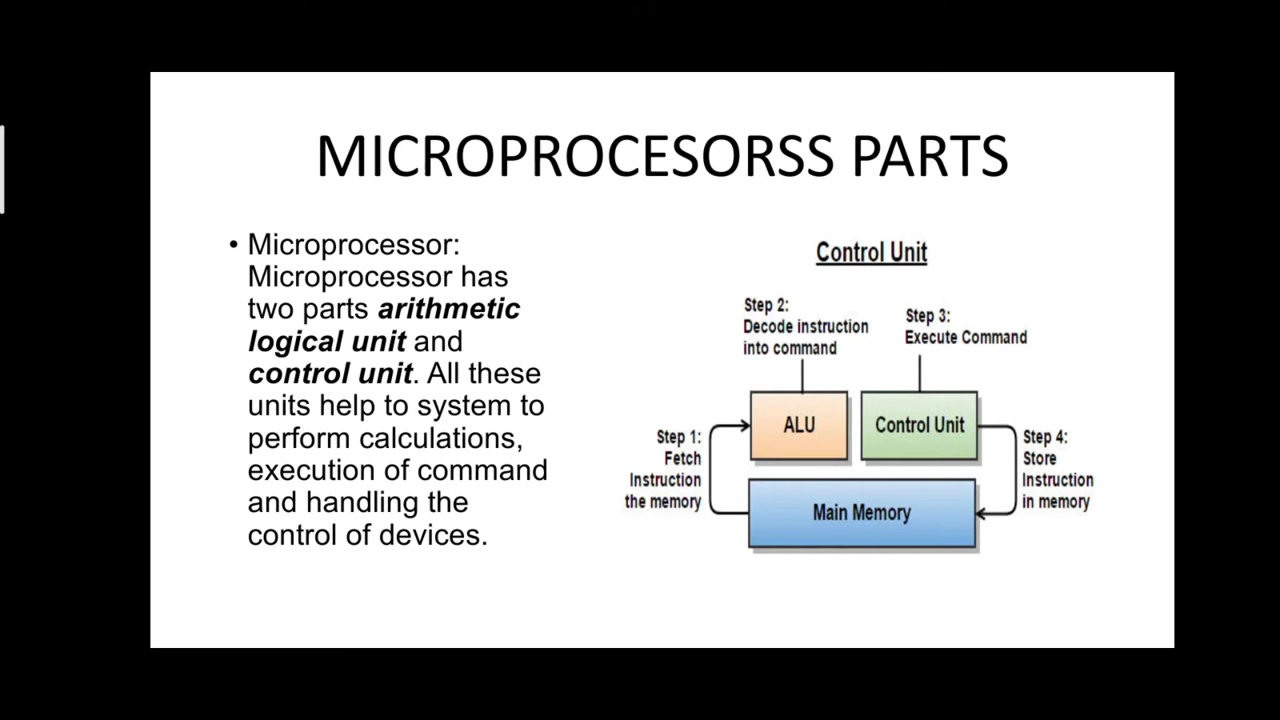 MICROPROCESORSS PARTS
• Microprocessor:
Microprocessor has
two parts arithmetic
logical unit and
control unit. All these
units help to system to
perform calculations,
execution of command
and handling the
control of devices.
Control Unit
Step 2:
Decode instruction
into command
Step 3:
Execute Command
ALU
Control Unit
Step 1:
Fetch
Instruction
the memory
Step 4:
Store
Instruction
in memory
Main Memory